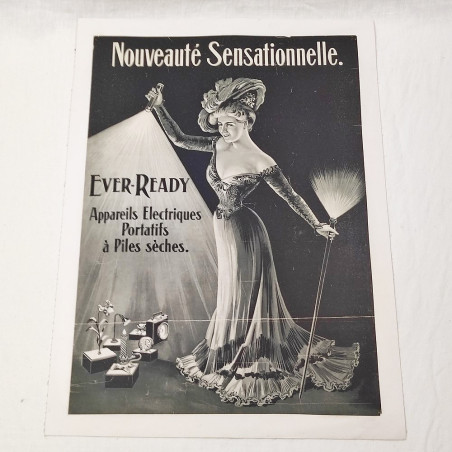 Nouveauté Sensationnelle.
EVER-READY
Appareils Electriques
Portatifs
à Piles sèches.